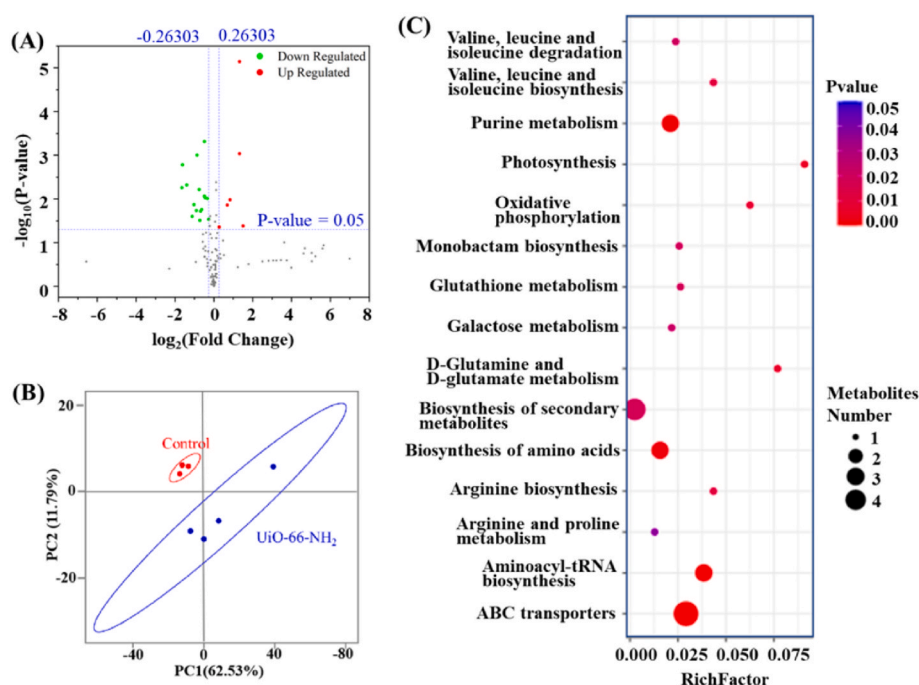 (A)
-0.26303 0.26303
Down Regulated
Up Regulated
P-value = 0.05
5
4
3
2
1
0
-log10(P-value)
-8 -6 -4 -2 0 2 4 6 8
log2(Fold Change)
(B)
20
0
-20
PC2 (11.79%)
Control
UiO-66-NH2
-40 0 40 -80
PC1(62.53%)
(C)
Valine, leucine and
isoleucine degradation
Valine, leucine and
isoleucine biosynthesis
Purine metabolism
Photosynthesis
Oxidative
phosphorylation
Monobactam biosynthesis
Glutathione metabolism
Galactose metabolism
D-Glutamine and
D-glutamate metabolism
Biosynthesis of secondary
metabolites
Biosynthesis of amino acids
Arginine biosynthesis
Arginine and proline
metabolism
Aminoacyl-tRNA
biosynthesis
ABC transporters
0.000 0.025 0.050 0.075
RichFactor
Pvalue
0.05
0.04
0.03
0.02
0.01
0.00
Metabolites
Number
1
2
3
4